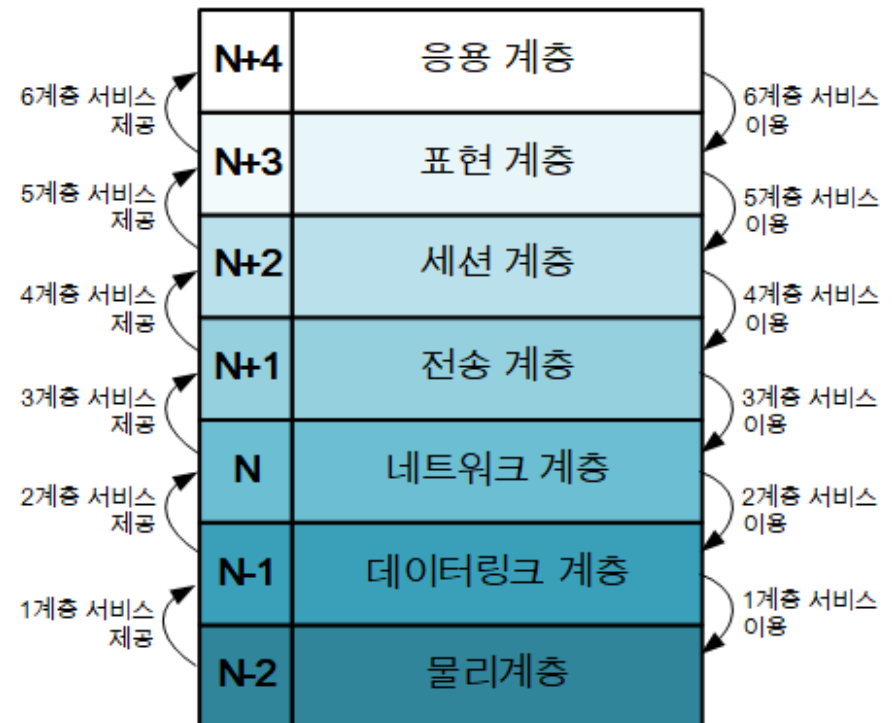 N+4 응용 계층
6계층 서비스
제공
6계층 서비스
이용
N+3 표현 계층
5계층 서비스
제공
5계층 서비스
이용
N+2 세션 계층
4계층 서비스
제공
4계층 서비스
이용
N+1 전송 계층
3계층 서비스
제공
3계층 서비스
이용
N 네트워크 계층
2계층 서비스
제공
2계층 서비스
이용
N-1 데이터링크 계층
1계층 서비스
제공
1계층 서비스
이용
N-2 물리계층